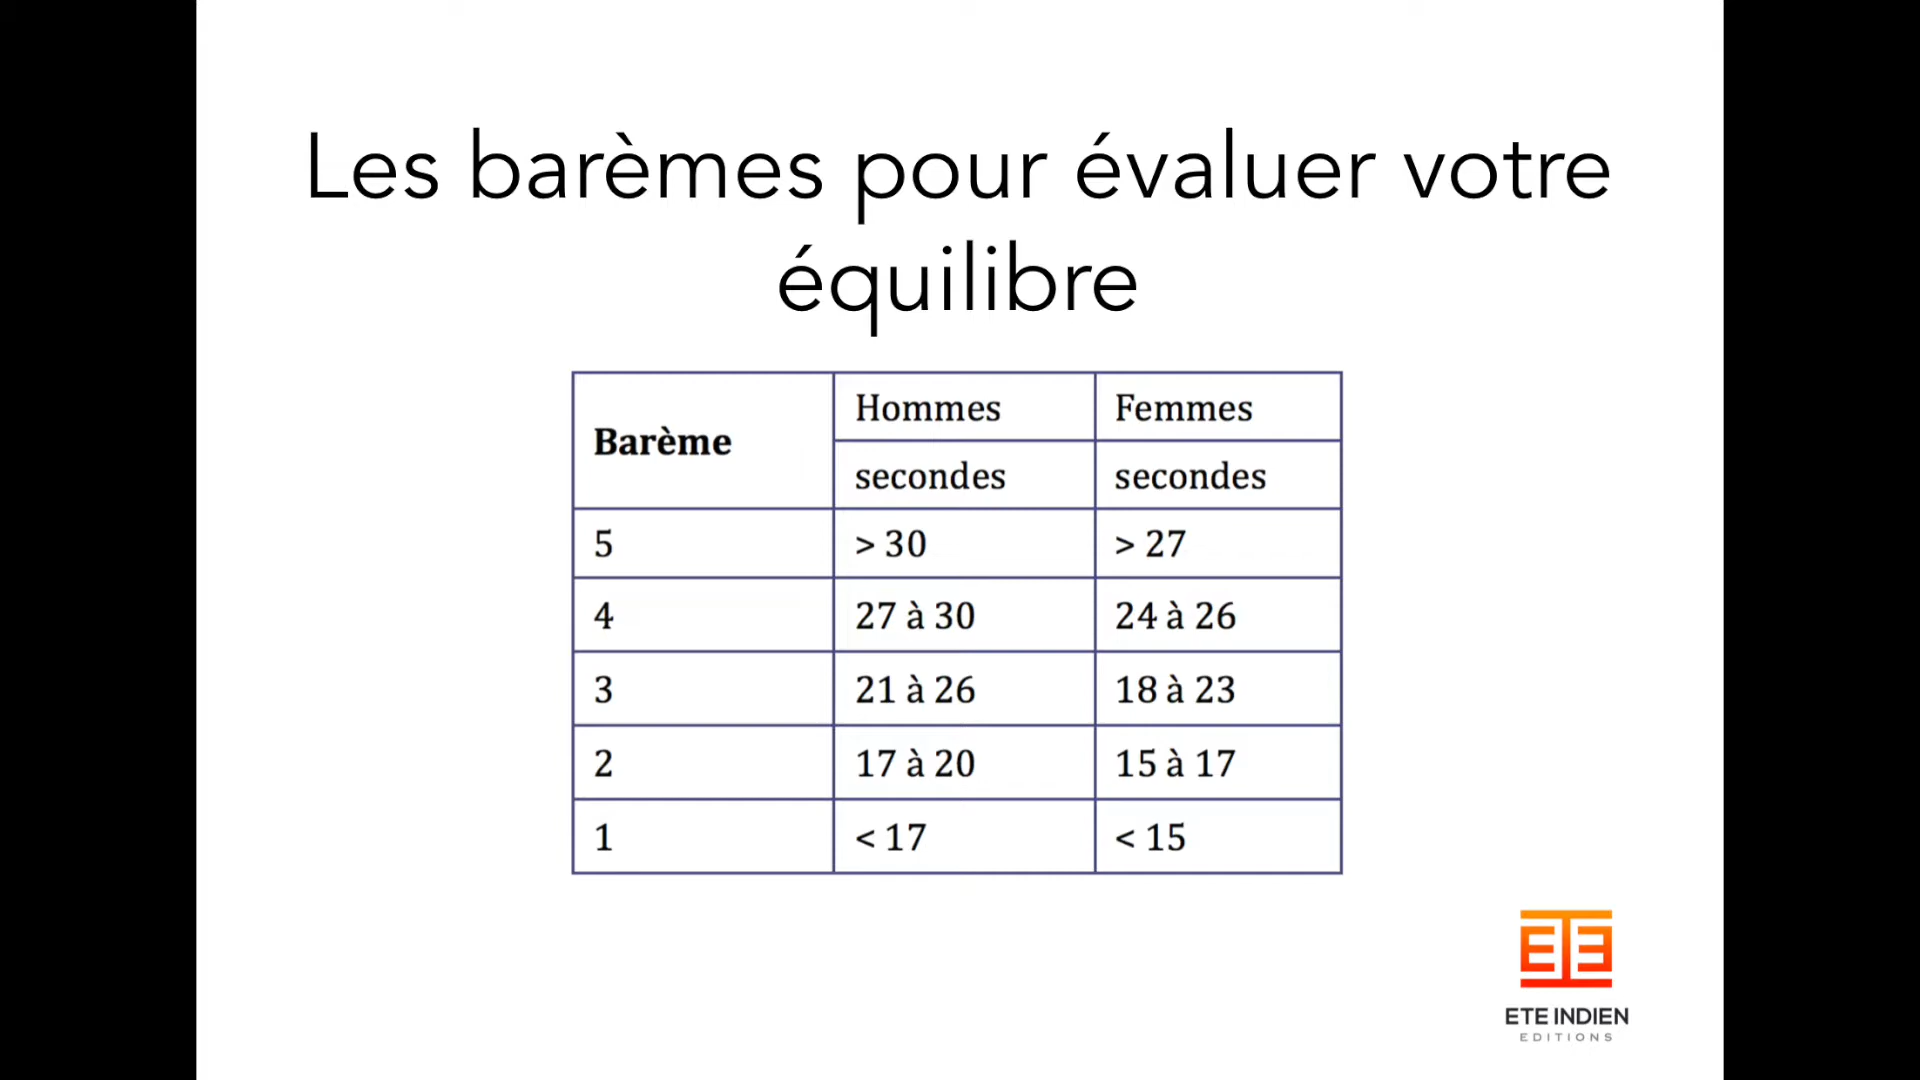 Les barèmes pour évaluer votre
équilibre
Barème
Hommes
Femmes
secondes
secondes
5
> 30
> 27
4
27 à 30
24 à 26
3
21 à 26
18 à 23
2
17 à 20
15 à 17
1
< 17
< 15
ETE INDIEN
EDITIONS